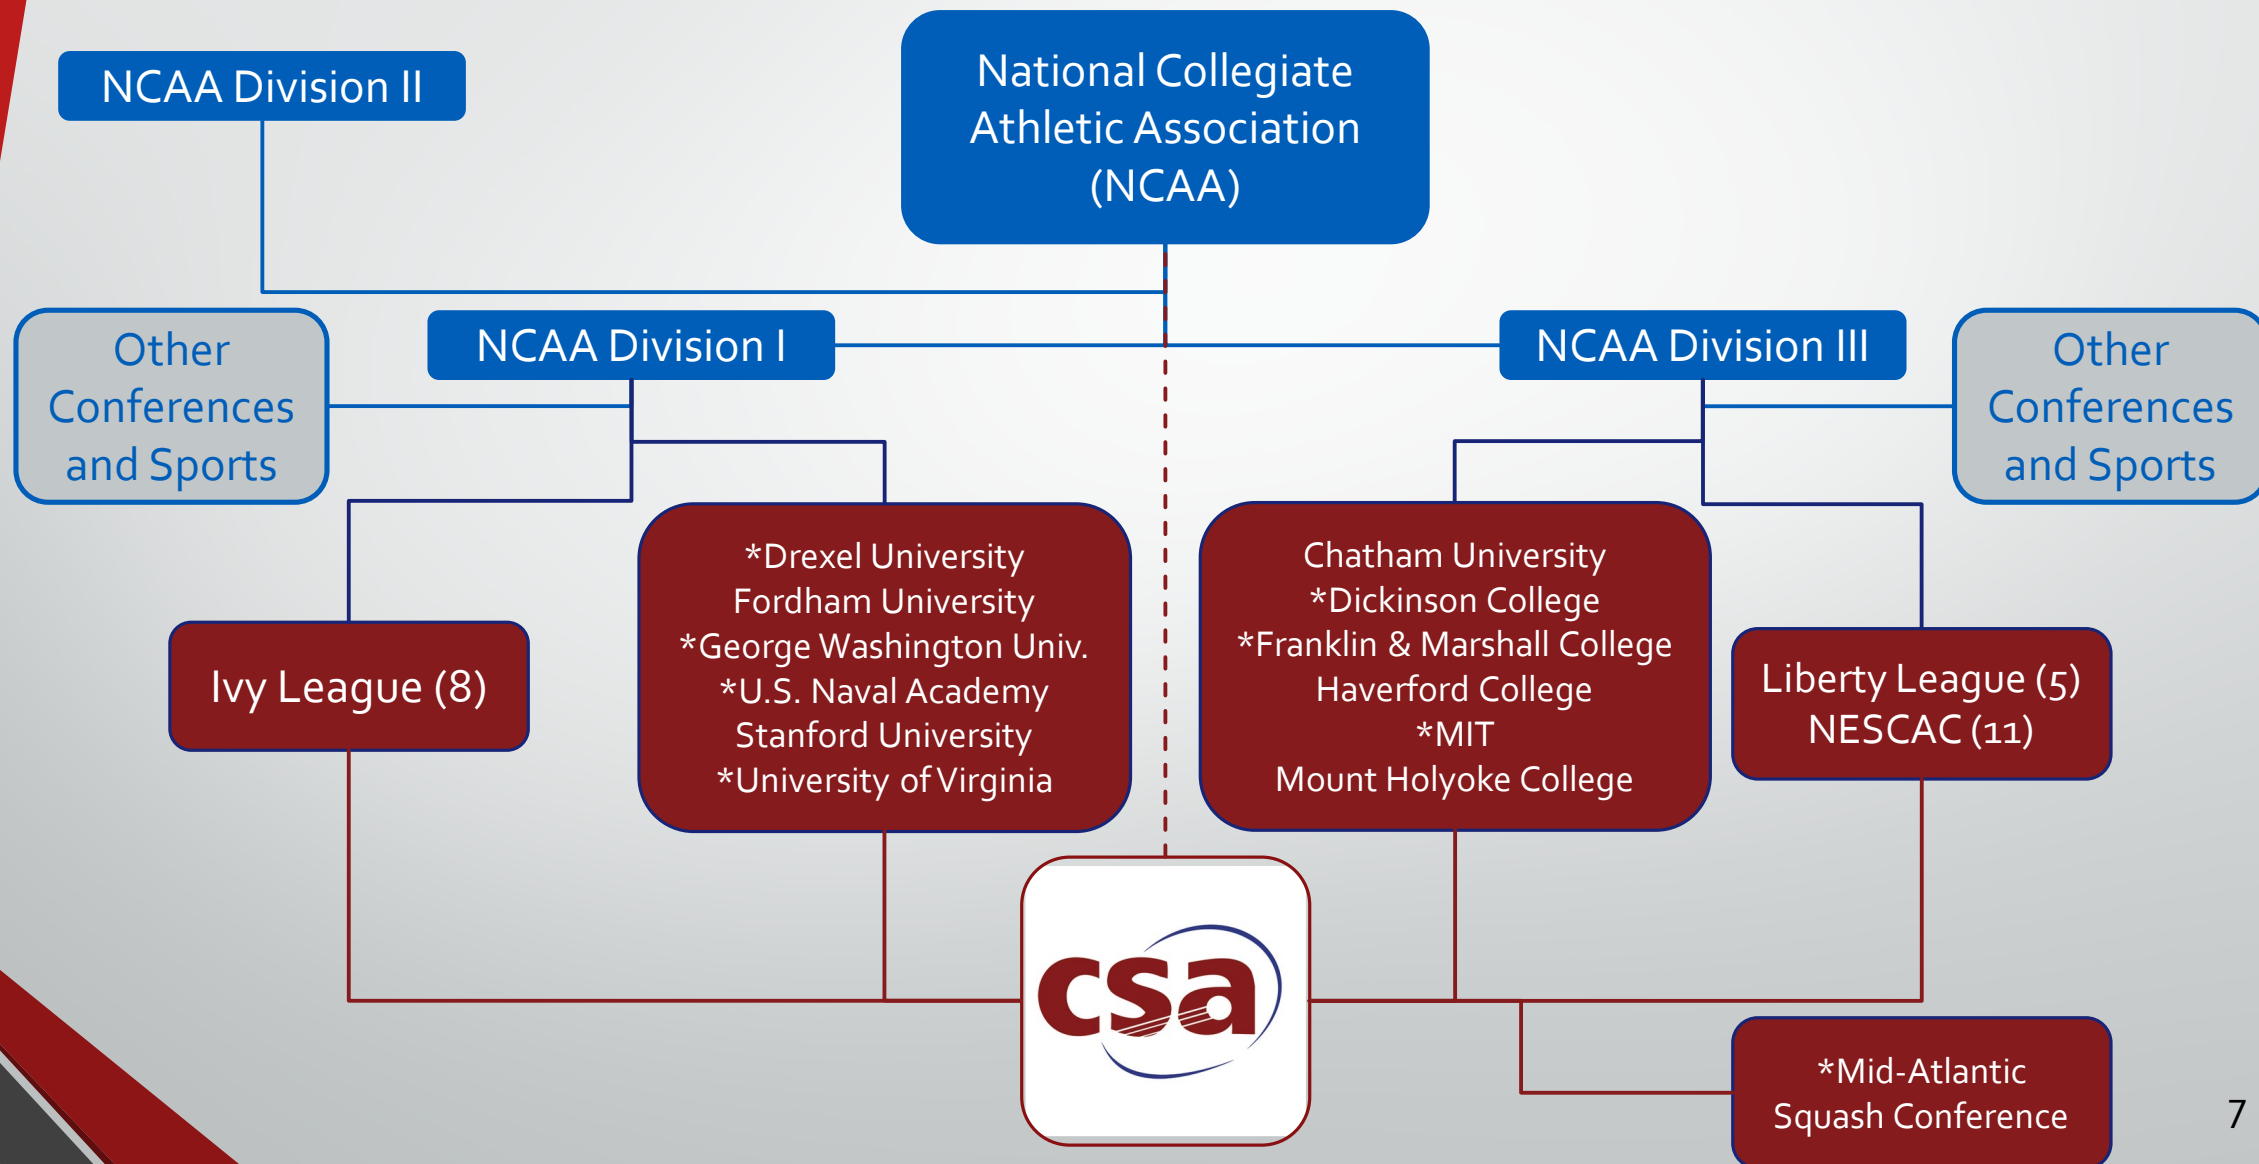 NCAA Division II
National Collegiate
Athletic Association
(NCAA)
Other
Conferences
and Sports
NCAA Division I
NCAA Division III
Other
Conferences
and Sports
Ivy League (8)
*Drexel University
Fordham University
*George Washington Univ.
*U.S. Naval Academy
Stanford University
*University of Virginia
Chatham University
*Dickinson College
*Franklin & Marshall College
Haverford College
*MIT
Mount Holyoke College
Liberty League (5)
NESCAC (11)
csa
*Mid-Atlantic
Squash Conference
7